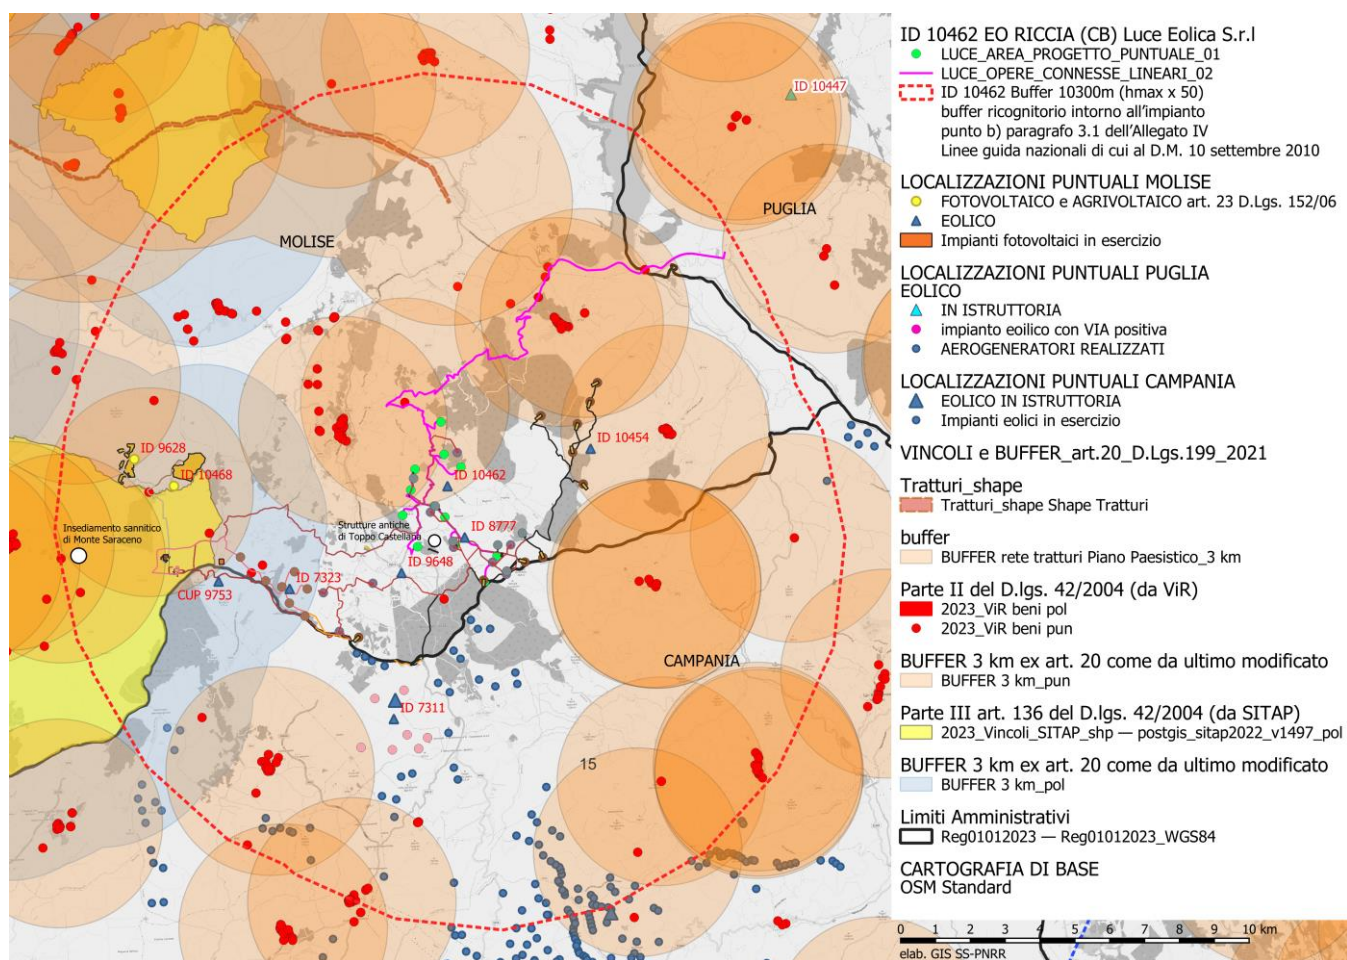 ID 10447
PUGLIA
MOLISE
ID 9628
ID 10468
ID 10454
ID 10462
Insediamento sannitico
di Monte Saraceno
Strutture antiche
di Toppo Castellana
ID 8777
ID 9648
ID 7323
CUP 9753
CAMPANIA
ID 7311
15
ID 10462 EO RICCIA (CB) Luce Eolica S.r.l
LUCE_AREA_PROGETTO_PUNTUALE_01
LUCE_OPERE_CONNESSE_LINEARI_02
ID 10462 Buffer 10300m (hmax x 50)
buffer ricognitorio intorno all'impianto
punto b) paragrafo 3.1 dell'Allegato IV
Linee guida nazionali di cui al D.M. 10 settembre 2010
LOCALIZZAZIONI PUNTUALI MOLISE
FOTOVOLTAICO e AGRIVOLTAICO art. 23 D.Lgs. 152/06
EOLICO
Impianti fotovoltaici in esercizio
LOCALIZZAZIONI PUNTUALI PUGLIA
EOLICO
IN ISTRUTTORIA
impianto eoilico con VIA positiva
AEROGENERATORI REALIZZATI
LOCALIZZAZIONI PUNTUALI CAMPANIA
EOLICO IN ISTRUTTORIA
Impianti eolici in esercizio
VINCOLI e BUFFER_art.20_D.Lgs.199_2021
Tratturi_shape
Tratturi_shape Shape Tratturi
buffer
BUFFER rete tratturi Piano Paesistico_3 km
Parte II del D.lgs. 42/2004 (da ViR)
2023_ViR beni pol
2023_ViR beni pun
BUFFER 3 km ex art. 20 come da ultimo modificato
BUFFER 3 km_pun
Parte III art. 136 del D.lgs. 42/2004 (da SITAP)
2023_Vincoli_SITAP_shp — postgis_sitap2022_v1497_pol
BUFFER 3 km ex art. 20 come da ultimo modificato
BUFFER 3 km_pol
Limiti Amministrativi
Reg01012023 — Reg01012023_WGS84
CARTOGRAFIA DI BASE
OSM Standard
0 1 2 3 4 5 6 7 8 9 10 km
elab. GIS SS-PNRR